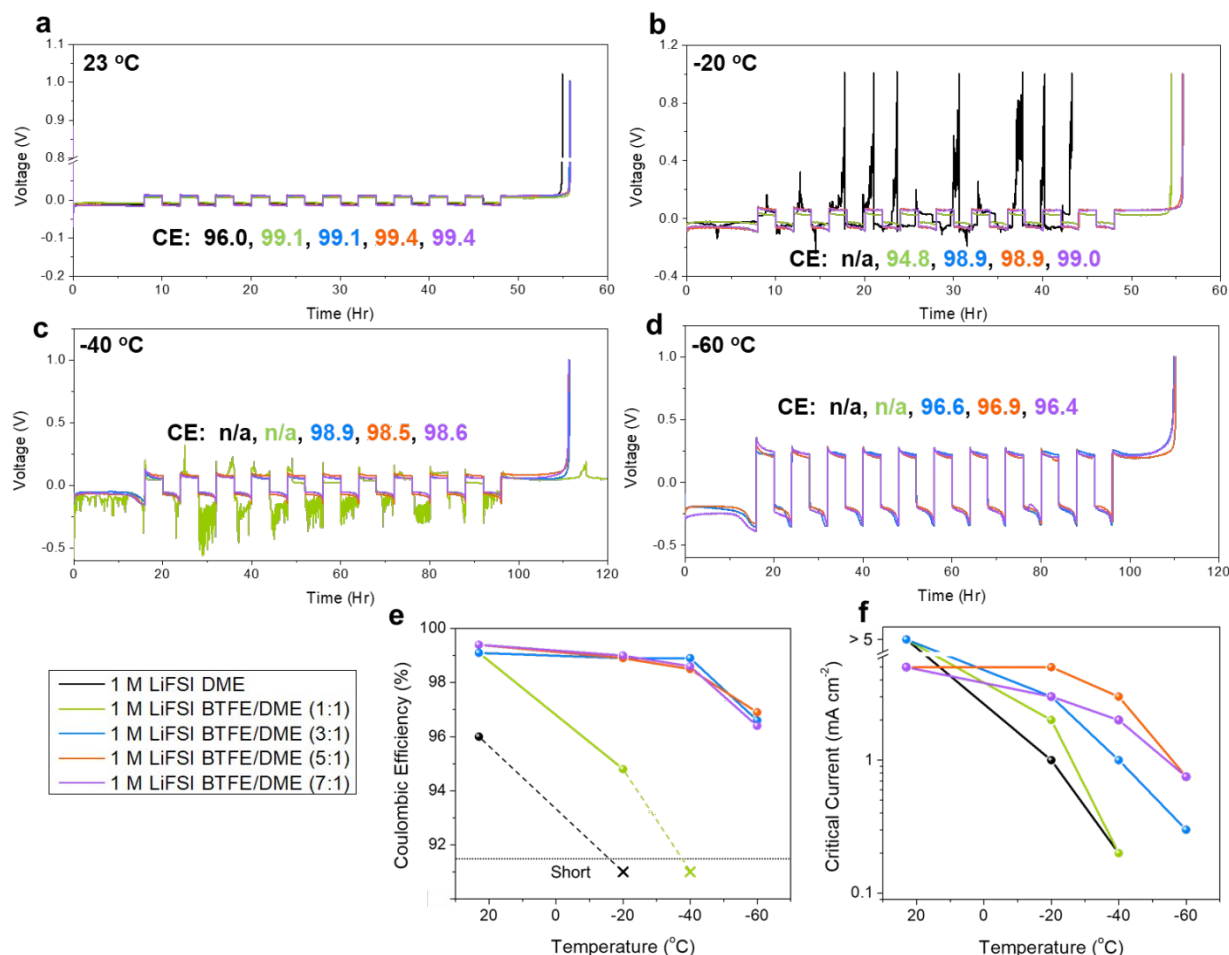 a
23 °C
1.1
1.0
0.9
0.8
0.1
0.0
-0.1
-0.2
Voltage (V)
CE: 96.0, 99.1, 99.1, 99.4, 99.4
0 10 20 30 40 50 60
Time (Hr)
b
-20 °C
1.2
0.8
0.4
0.0
-0.4
Voltage (V)
CE: n/a, 94.8, 98.9, 98.9, 99.0
0 10 20 30 40 50 60
Time (Hr)
c
-40 °C
1.0
0.5
0.0
-0.5
Voltage (V)
CE: n/a, n/a, 98.9, 98.5, 98.6
0 20 40 60 80 100 120
Time (Hr)
d
-60 °C
1.0
0.5
0.0
-0.5
Voltage (V)
CE: n/a, n/a, 96.6, 96.9, 96.4
0 20 40 60 80 100 120
Time (Hr)
1 M LiFSI DME
1 M LiFSI BTFE/DME (1:1)
1 M LiFSI BTFE/DME (3:1)
1 M LiFSI BTFE/DME (5:1)
1 M LiFSI BTFE/DME (7:1)
e
100
98
96
94
92
Coulombic Efficiency (%)
Short
20 0 -20 -40 -60
Temperature (°C)
f
> 5
1
0.1
Critical Current (mA cm⁻²)
20 0 -20 -40 -60
Temperature (°C)